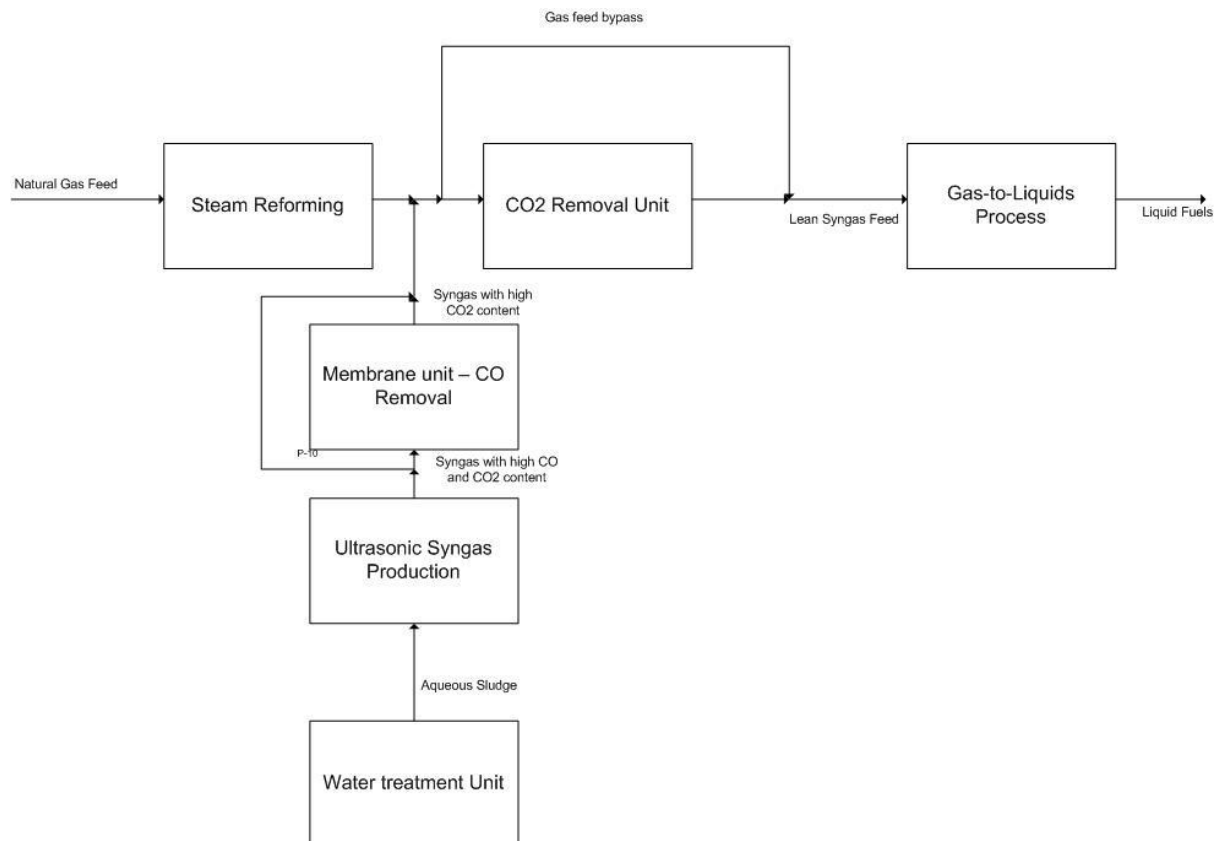 Gas feed bypass
Natural Gas Feed
Steam Reforming
CO2 Removal Unit
Lean Syngas Feed
Gas-to-Liquids
Process
Liquid Fuels
Syngas with high
CO2 content
Membrane unit – CO
Removal
P-10
Syngas with high CO
and CO2 content
Ultrasonic Syngas
Production
Aqueous Sludge
Water treatment Unit